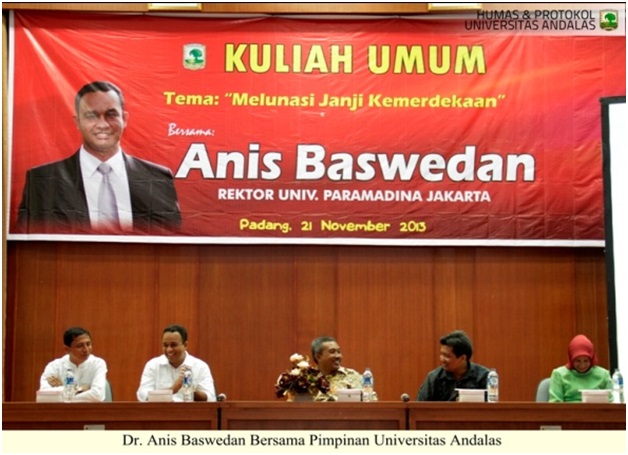 HUMAS & PROTOKOL
UNIVERSITAS ANDALAS
KULIAH UMUM
Tema: "Melunasi Janji Kemerdekaan"
Bersama:
Anis Baswedan
REKTOR UNIV. PARAMADINA JAKARTA
Padang, 21 November 2013
Dr. Anis Baswedan Bersama Pimpinan Universitas Andalas